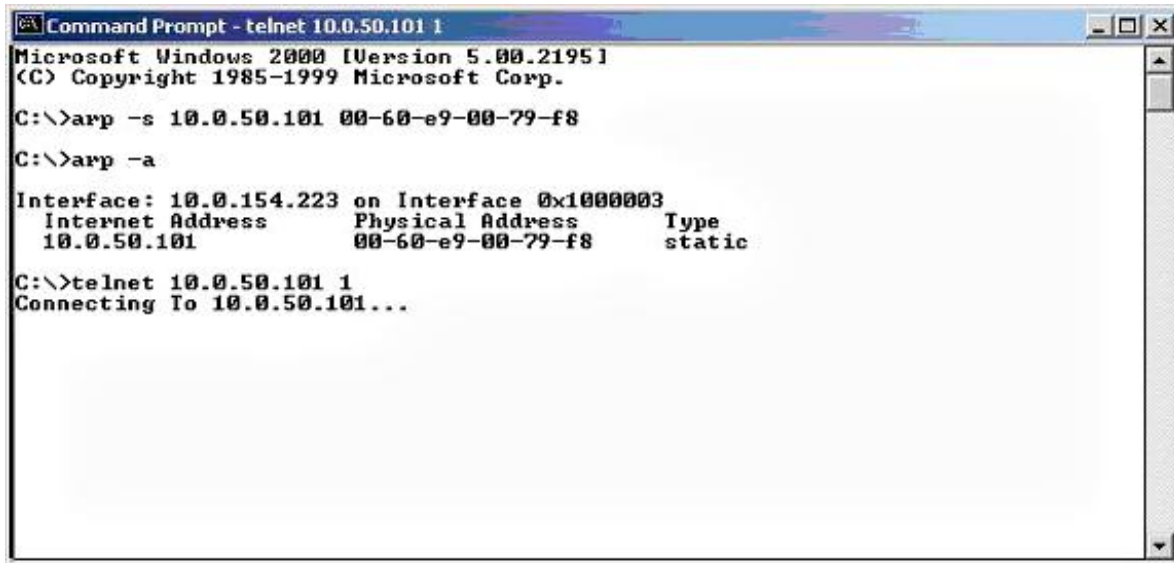 Command Prompt - telnet 10.0.50.101 1
Microsoft Windows 2000 [Version 5.00.2195]
(C) Copyright 1985-1999 Microsoft Corp.
C:\>arp -s 10.0.50.101 00-60-e9-00-79-f8
C:\>arp -a
Interface: 10.0.154.223 on Interface 0x1000003
Internet Address Physical Address Type
10.0.50.101 00-60-e9-00-79-f8 static
C:\>telnet 10.0.50.101 1
Connecting To 10.0.50.101...